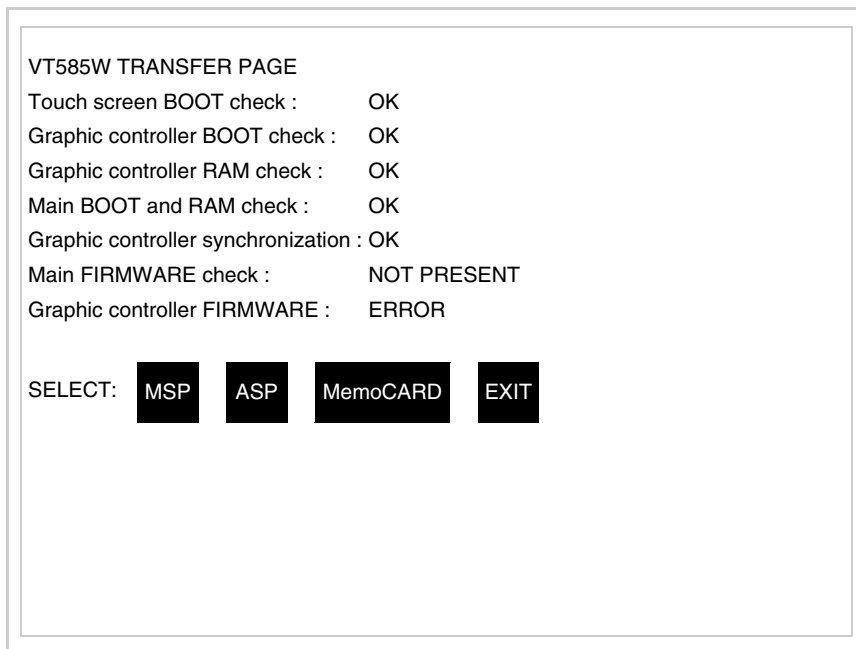 VT585W TRANSFER PAGE
Touch screen BOOT check : OK
Graphic controller BOOT check : OK
Graphic controller RAM check : OK
Main BOOT and RAM check : OK
Graphic controller synchronization : OK
Main FIRMWARE check : NOT PRESENT
Graphic controller FIRMWARE : ERROR
SELECT: MSP ASP MemoCARD EXIT